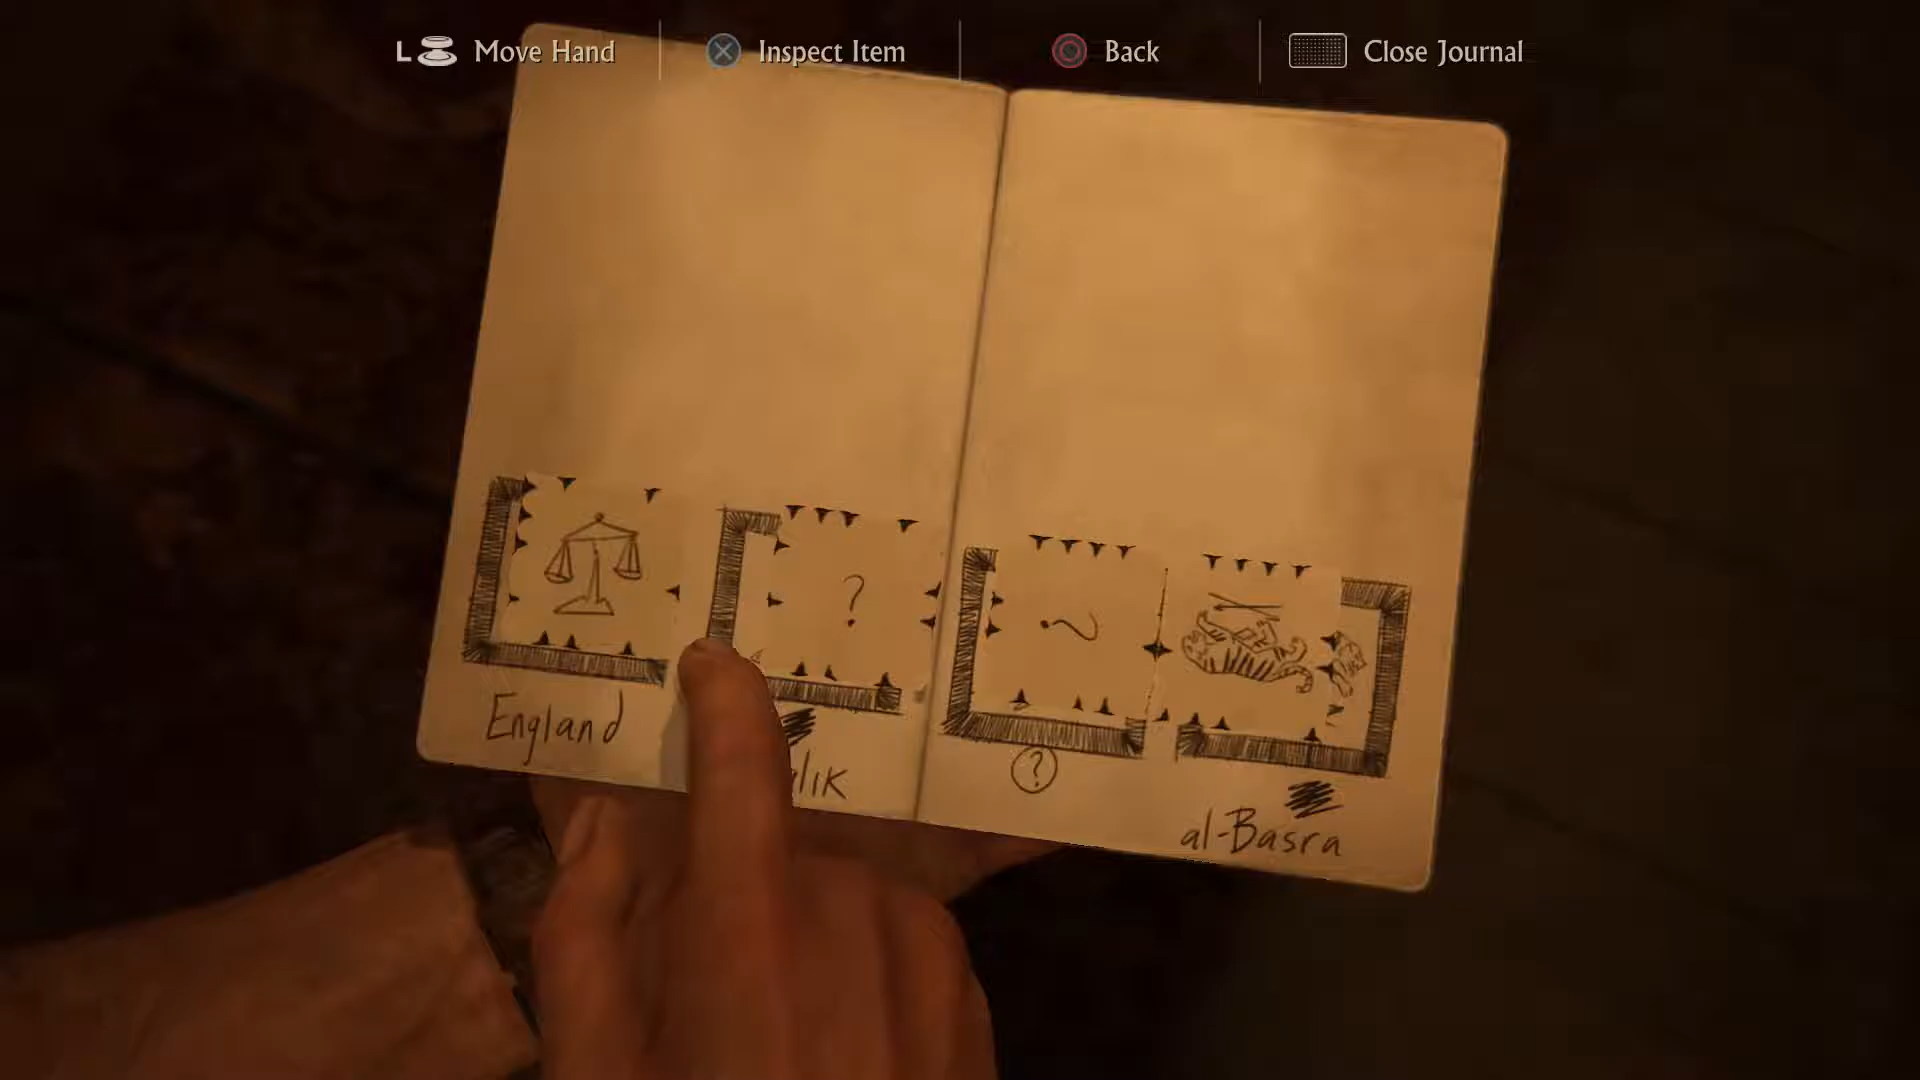 L Move Hand
Inspect Item
Back
Close Journal
?
?
England
lik
?
al-Basra